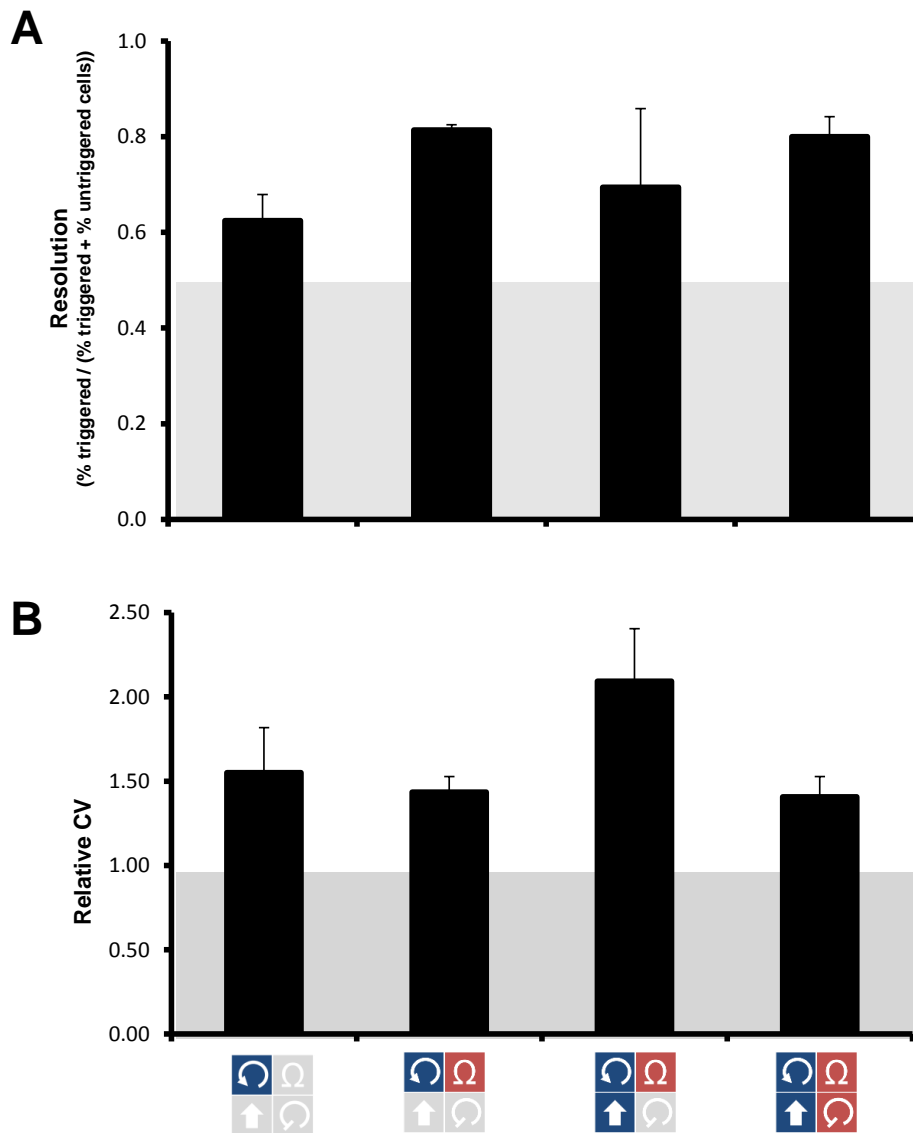 A
Resolution
(% triggered / (% triggered + % untriggered cells))
1.0
0.8
0.6
0.4
0.2
0.0
B
Relative CV
2.50
2.00
1.50
1.00
0.50
0.00
Ω Ω Ω Ω